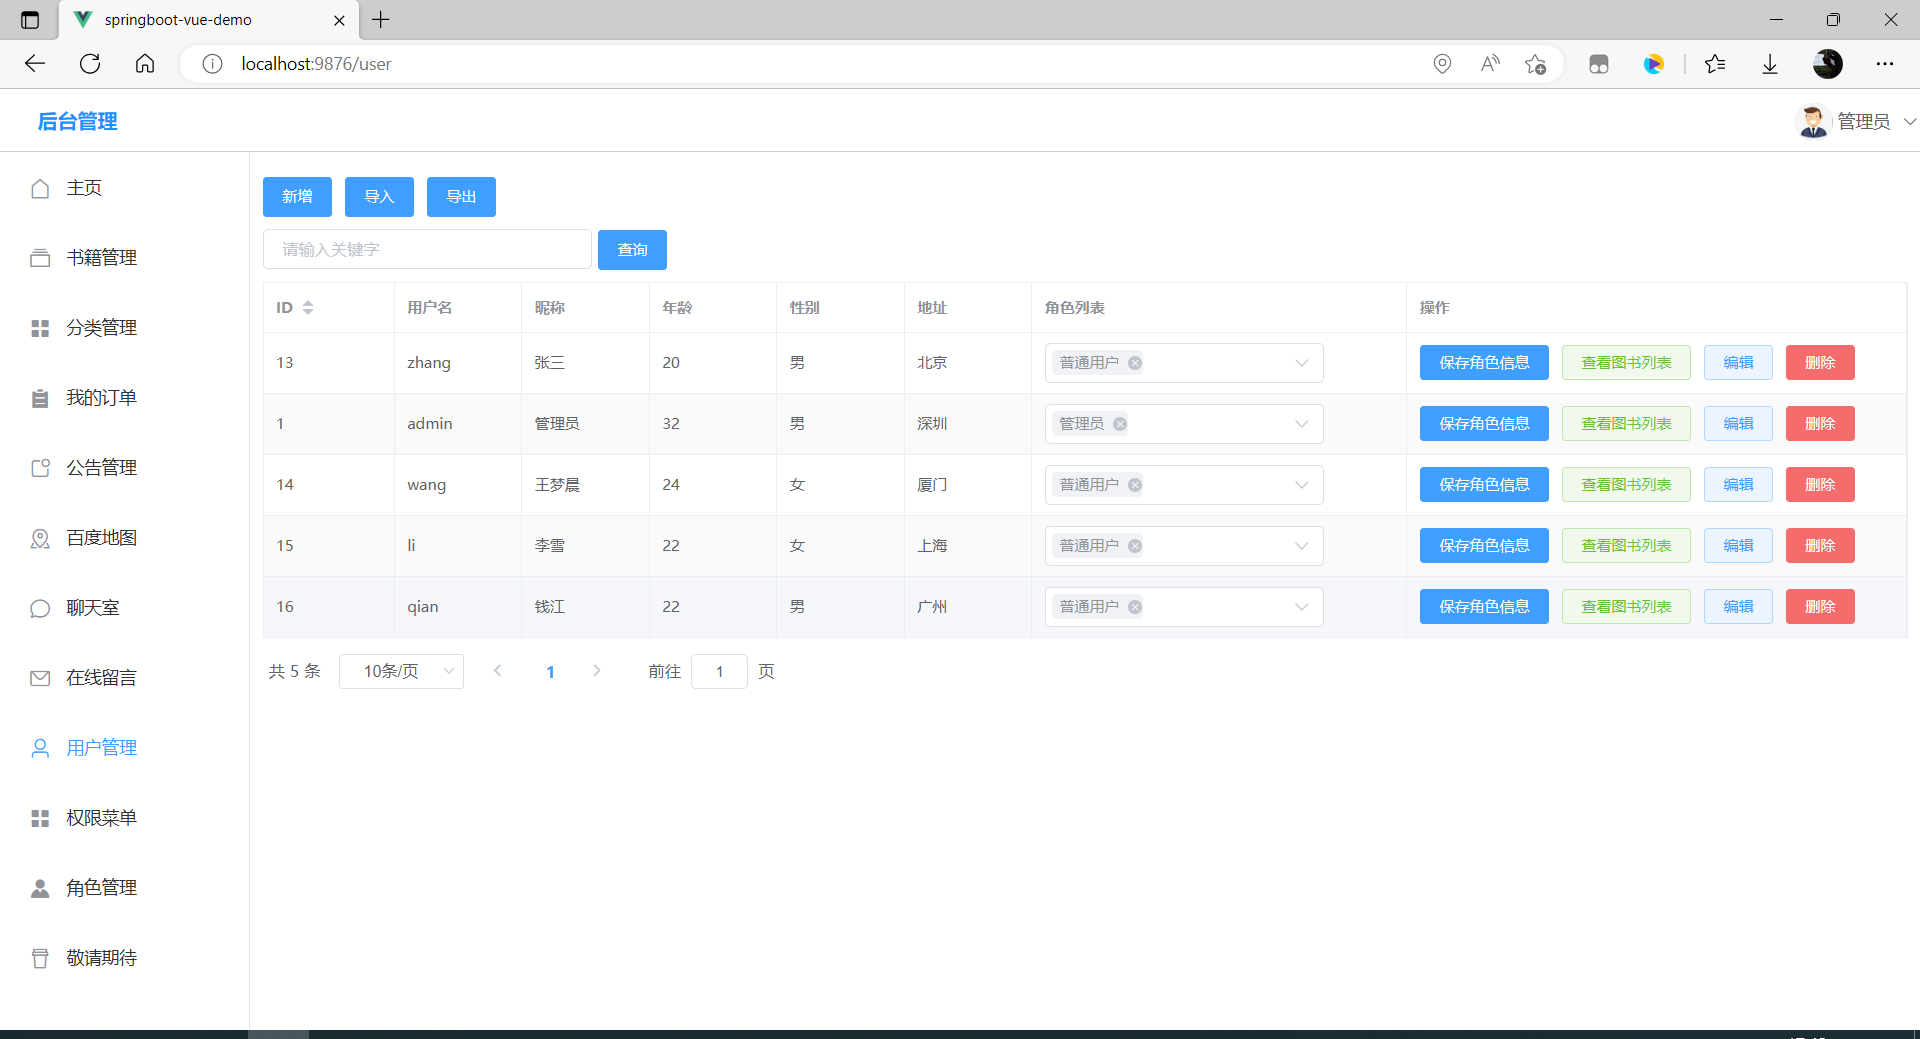 springboot-vue-demo
localhost:9876/user
后台管理
管理员
主页
书籍管理
分类管理
我的订单
公告管理
百度地图
聊天室
在线留言
用户管理
权限菜单
角色管理
敬请期待
新增 导入 导出
请输入关键字 查询
ID 用户名 昵称 年龄 性别 地址 角色列表 操作
13 zhang 张三 20 男 北京 普通用户 保存角色信息 查看图书列表 编辑 删除
1 admin 管理员 32 男 深圳 管理员 保存角色信息 查看图书列表 编辑 删除
14 wang 王梦晨 24 女 厦门 普通用户 保存角色信息 查看图书列表 编辑 删除
15 li 李雪 22 女 上海 普通用户 保存角色信息 查看图书列表 编辑 删除
16 qian 钱江 22 男 广州 普通用户 保存角色信息 查看图书列表 编辑 删除
共 5 条 10条/页 1 前往 1 页